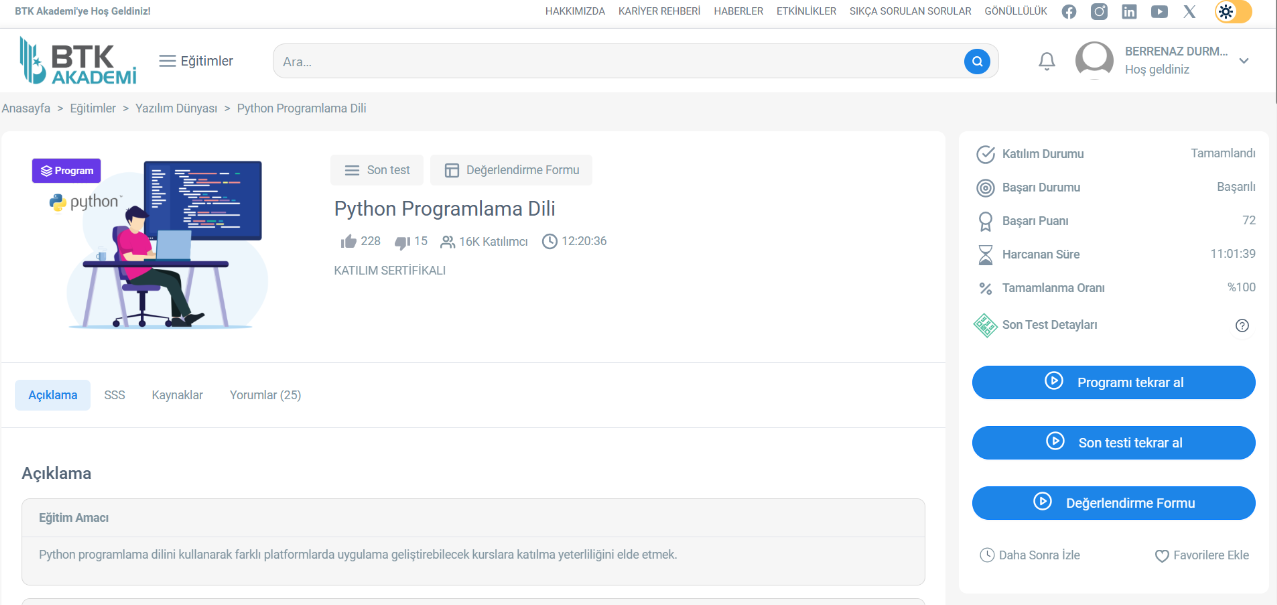 BTK Akademi'ye Hoş Geldiniz!
HAKKIMIZDA KARİYER REHBERİ HABERLER ETKİNLİKLER SIKÇA SORULAN SORULAR GÖNÜLLÜLÜK
BTK AKADEMİ
Eğitimler
Ara...
BERRENAZ DURM...
Hoş geldiniz
Anasayfa > Eğitimler > Yazılım Dünyası > Python Programlama Dili
Program
python
Son test
Değerlendirme Formu
Python Programlama Dili
228 15 16K Katılımcı 12:20:36
KATILIM SERTİFİKALI
Açıklama SSS Kaynaklar Yorumlar (25)
Açıklama
Eğitim Amacı
Python programlama dilini kullanarak farklı platformlarda uygulama geliştirebilecek kurslara katılma yeterliliğini elde etmek.
Katılım Durumu Tamamlandı
Başarı Durumu Başarılı
Başarı Puanı 72
Harcanan Süre 11:01:39
Tamamlanma Oranı %100
Son Test Detayları
Programı tekrar al
Son testi tekrar al
Değerlendirme Formu
Daha Sonra İzle Favorilere Ekle